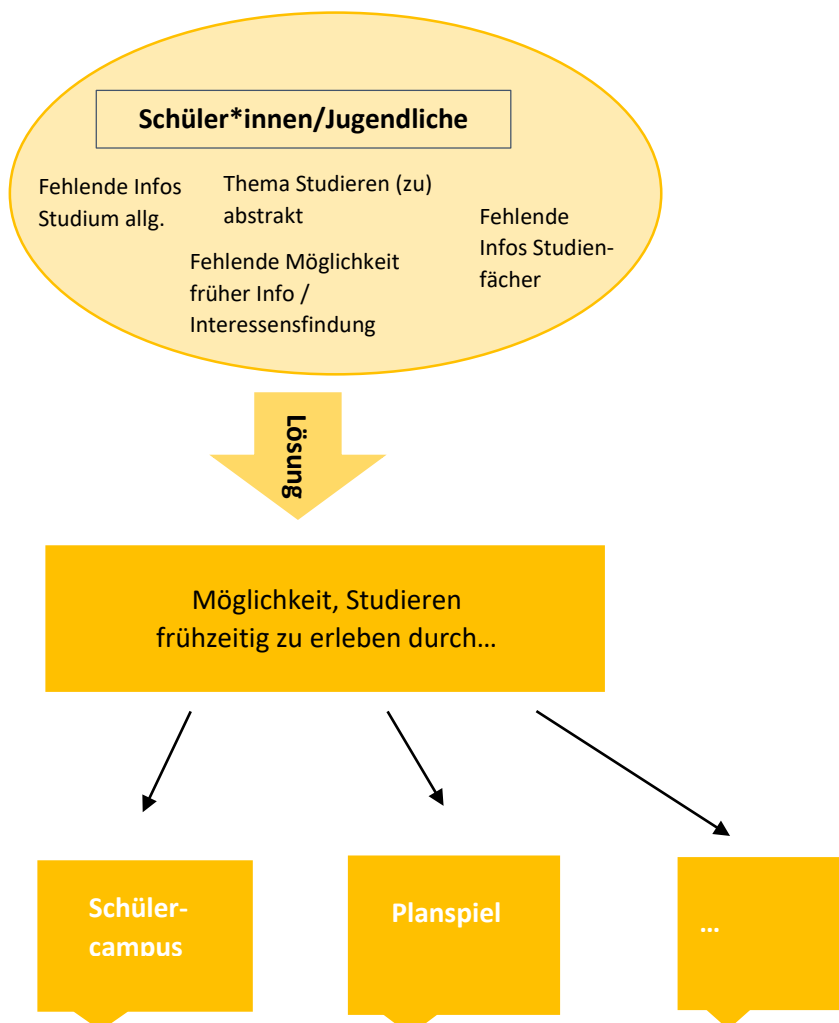 Schüler*innen/Jugendliche
Fehlende Infos
Studium allg.
Thema Studieren (zu)
abstrakt
Fehlende
Infos Studien-
fächer
Fehlende Möglichkeit
früher Info /
Interessensfindung
Lösung
Möglichkeit, Studieren
frühzeitig zu erleben durch…
Schüler-
campus
Planspiel
…